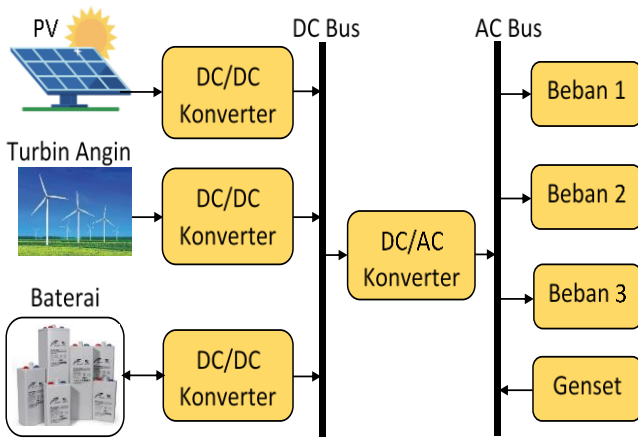 PV
DC Bus
AC Bus
DC/DC
Konverter
Beban 1
Turbin Angin
DC/DC
Konverter
Beban 2
DC/AC
Konverter
Beban 3
Baterai
DC/DC
Konverter
Genset